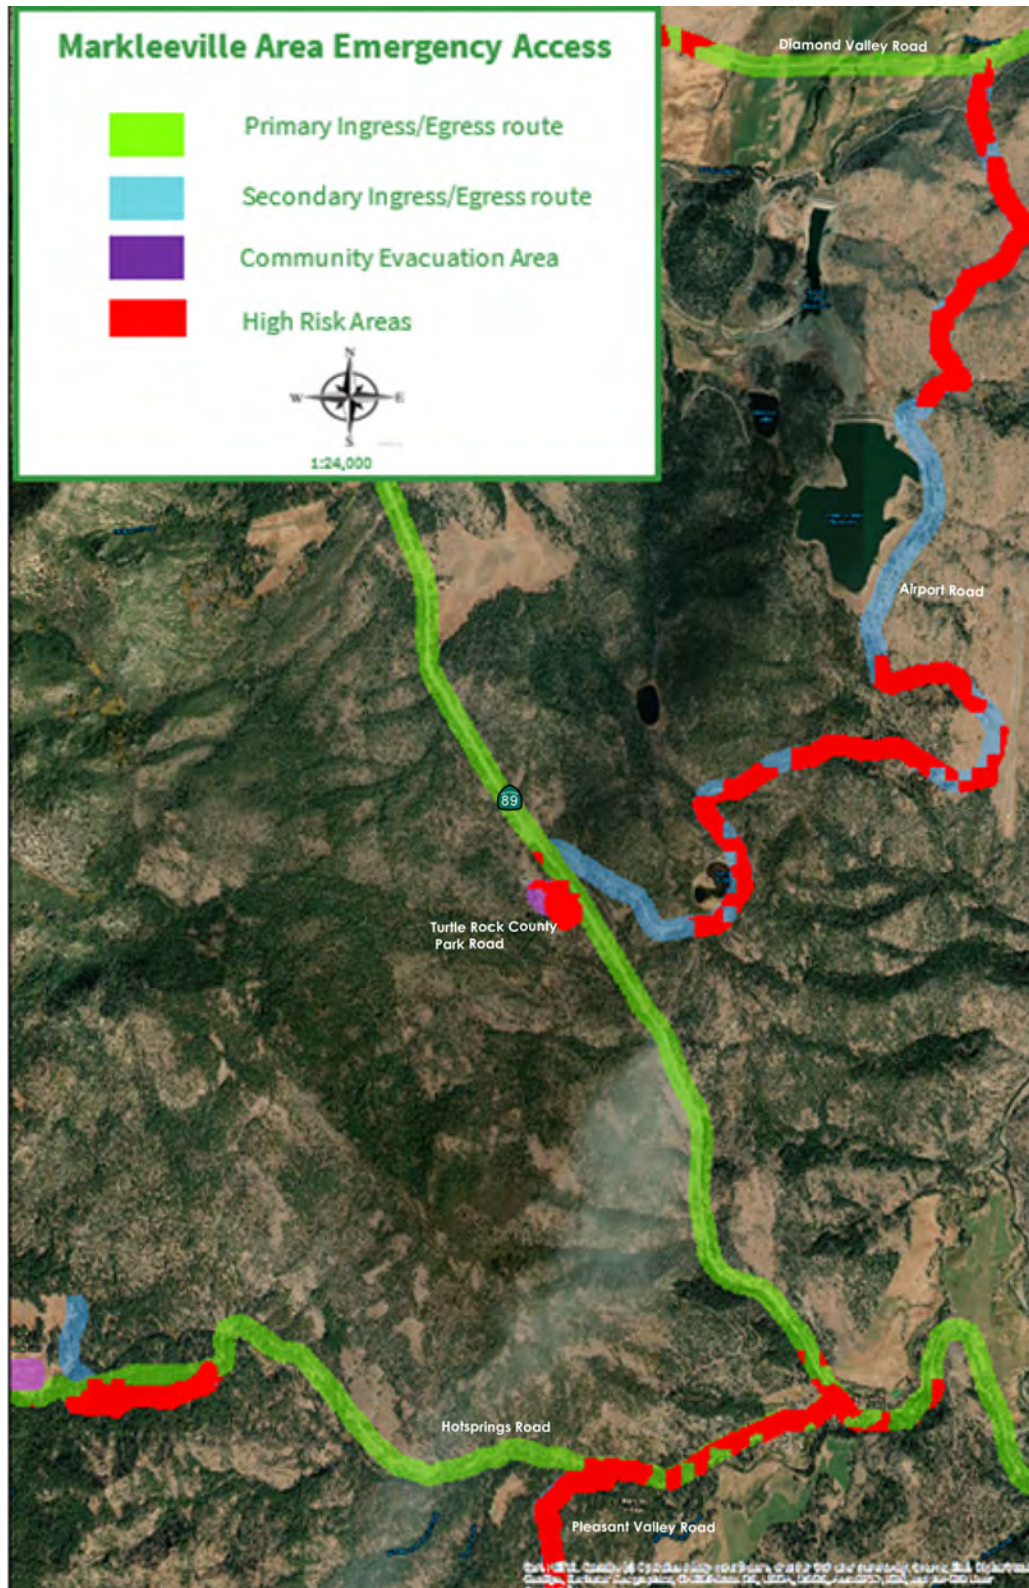 Markleeville Area Emergency Access
Primary Ingress/Egress route
Secondary Ingress/Egress route
Community Evacuation Area
High Risk Areas
N
W
E
S
1:24,000
Diamond Valley Road
Airport Road
89
Turtle Rock County
Park Road
Hotsprings Road
Pleasant Valley Road